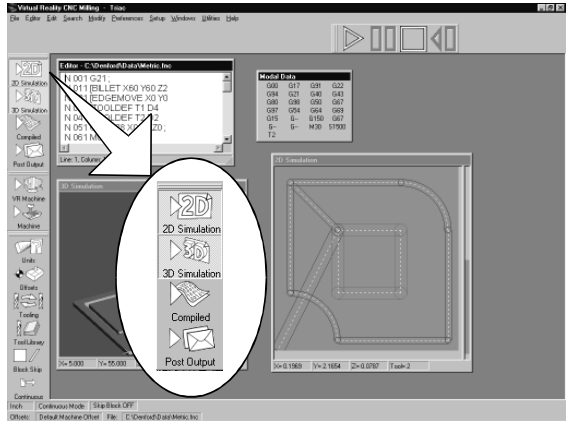 Virtual Reality CNC Milling - Triac
File Editor Edit Search Modify Preferences Setup Windows Utilities Help
2D Simulation
3D Simulation
Compiled
Post Output
VR Machine
Machine
Units
Offsets
Tooling
Tool Library
Block Skip
Continuous
Editor - C:\Denford\Data\Metric.fnc
N 001 G21 ;
N 011 [BILLET X60 Y60 Z2
[EDGEMOVE X0 Y0
TOOLDEF T1 D4
N 051
N 061 M
Line: 1, Column
Modal Data
G00 G17 G91 G22
G94 G21 G40 G43
G80 G98 G50 G67
G97 G54 G64 G69
G15 G-- G150 G67
G-- G-- M30 S1500
T2
3D Simulation
X= 5.000 Y= 55.000
2D Simulation
X= 0.1969 Y= 2.1654 Z= 0.0787 Tool= 2
2D
2D Simulation
3D
3D Simulation
Compiled
Post Output
Inch Continuous Mode Skip Block OFF
Offsets: Default Machine Offset File: C:\Denford\Data\Metric.fnc